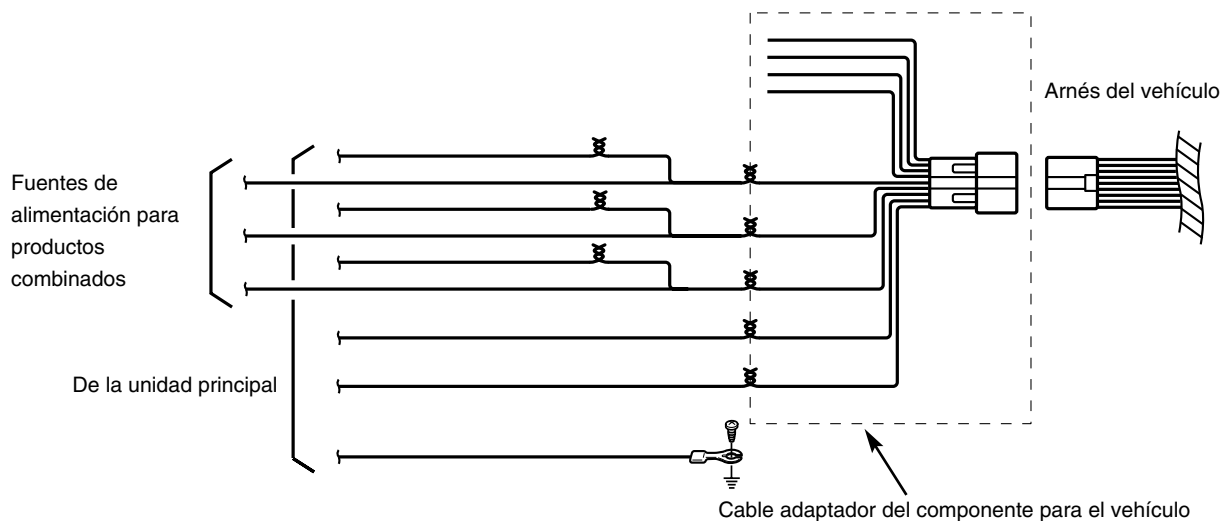 Arnés del vehículo
Fuentes de
alimentación para
productos
combinados
De la unidad principal
Cable adaptador del componente para el vehículo